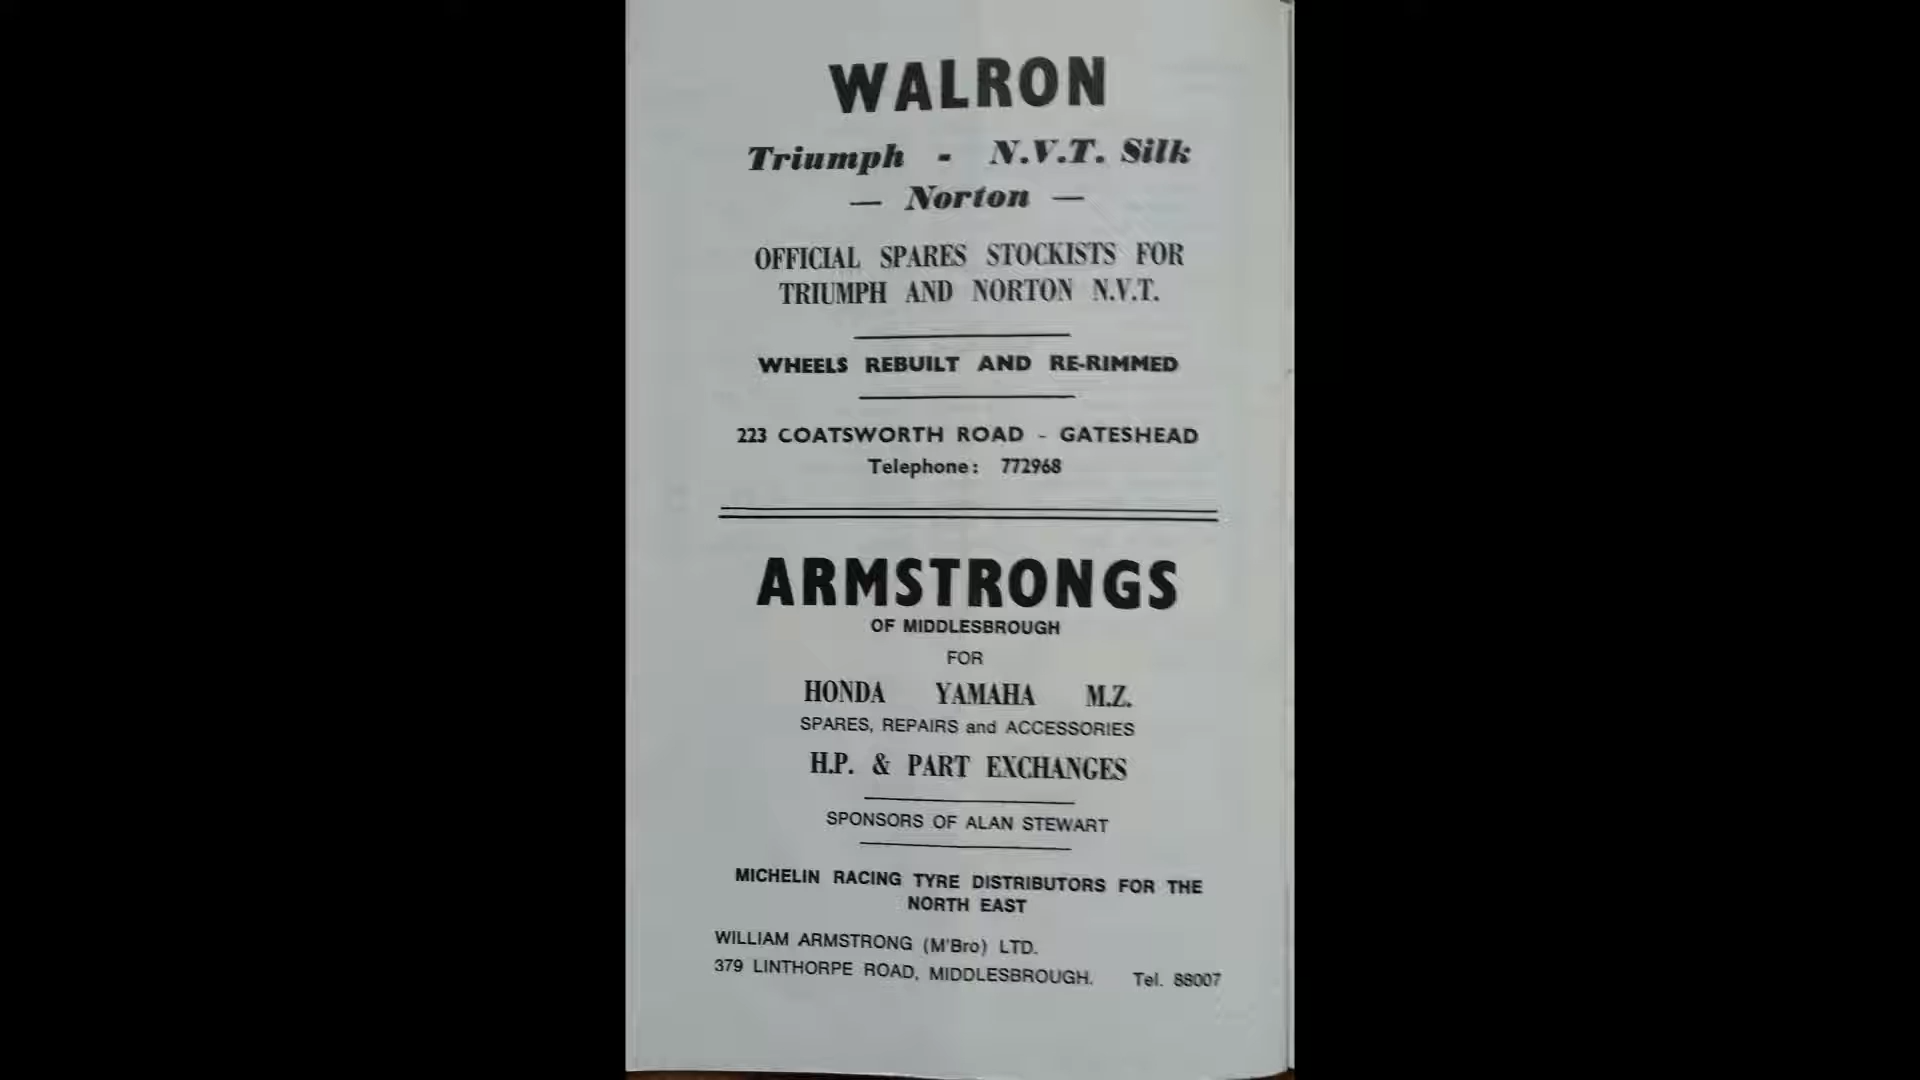 WALRON
Triumph - N.V.T. Silk
— Norton —
OFFICIAL SPARES STOCKISTS FOR
TRIUMPH AND NORTON N.V.T.
WHEELS REBUILT AND RE-RIMMED
223 COATSWORTH ROAD - GATESHEAD
Telephone: 772968
ARMSTRONGS
OF MIDDLESBROUGH
FOR
HONDA YAMAHA M.Z.
SPARES, REPAIRS and ACCESSORIES
H.P. & PART EXCHANGES
SPONSORS OF ALAN STEWART
MICHELIN RACING TYRE DISTRIBUTORS FOR THE
NORTH EAST
WILLIAM ARMSTRONG (M'Bro) LTD.
379 LINTHORPE ROAD, MIDDLESBROUGH. Tel. 88007